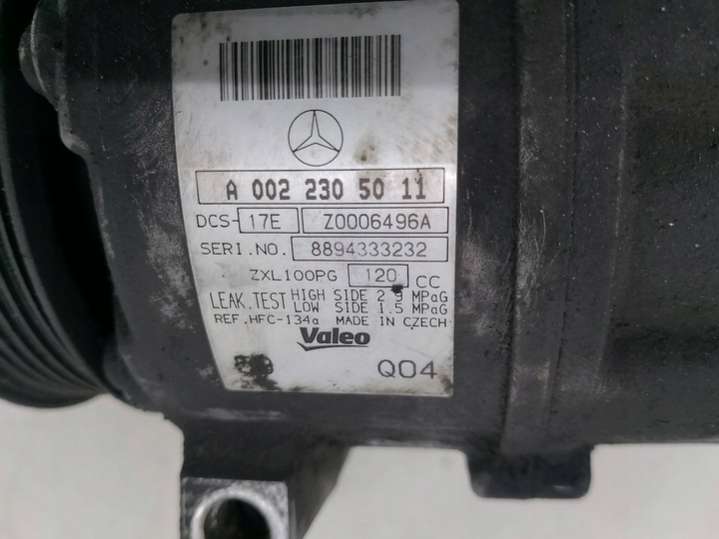 A 002 230 50 11
DCS-17E Z0006496A
SERI.NO. 8894333232
ZXL100PG 120 CC
LEAK.TEST HIGH SIDE 2.9 MPaG
LOW SIDE 1.5 MPaG
REF.HFC-134a MADE IN CZECH
Valeo
Q04